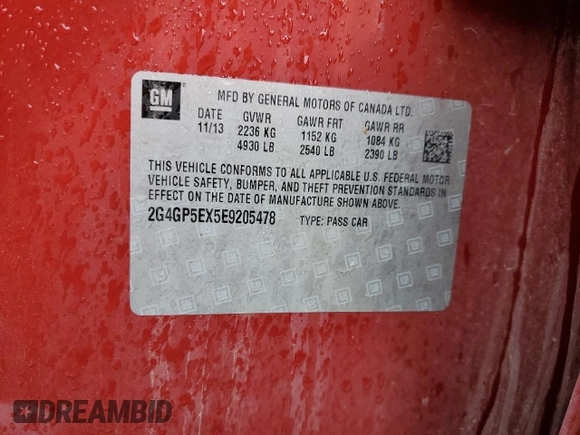 GM
MFD BY GENERAL MOTORS OF CANADA LTD.
DATE GVWR GAWR FRT GAWR RR
11/13 2236 KG 1152 KG 1084 KG
4930 LB 2540 LB 2390 LB
THIS VEHICLE CONFORMS TO ALL APPLICABLE U.S. FEDERAL MOTOR
VEHICLE SAFETY, BUMPER, AND THEFT PREVENTION STANDARDS IN
EFFECT ON THE DATE OF MANUFACTURE SHOWN ABOVE.
2G4GP5EX5E9205478 TYPE: PASS CAR
DREAMBID